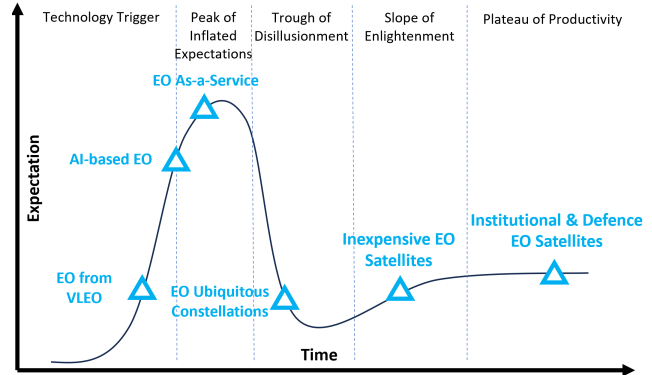 Technology Trigger
Peak of
Inflated
Expectations
Trough of
Disillusionment
Slope of
Enlightenment
Plateau of Productivity
EO As-a-Service
AI-based EO
EO from
VLEO
EO Ubiquitous
Constellations
Inexpensive EO
Satellites
Institutional & Defence
EO Satellites
Expectation
Time